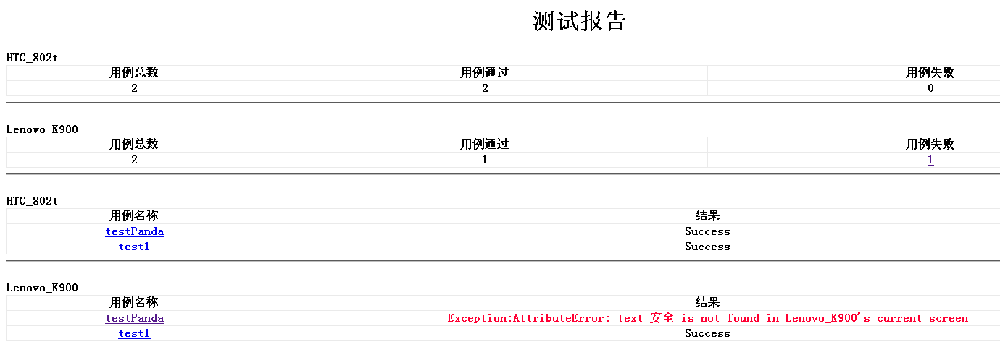 测试报告
HTC_802t
用例总数 用例通过 用例失败
2 2 0
Lenovo_K900
用例总数 用例通过 用例失败
2 1 1
HTC_802t
用例名称 结果
testPanda Success
test1 Success
Lenovo_K900
用例名称 结果
testPanda Exception:AttributeError: text 安全 is not found in Lenovo_K900's current screen
test1 Success